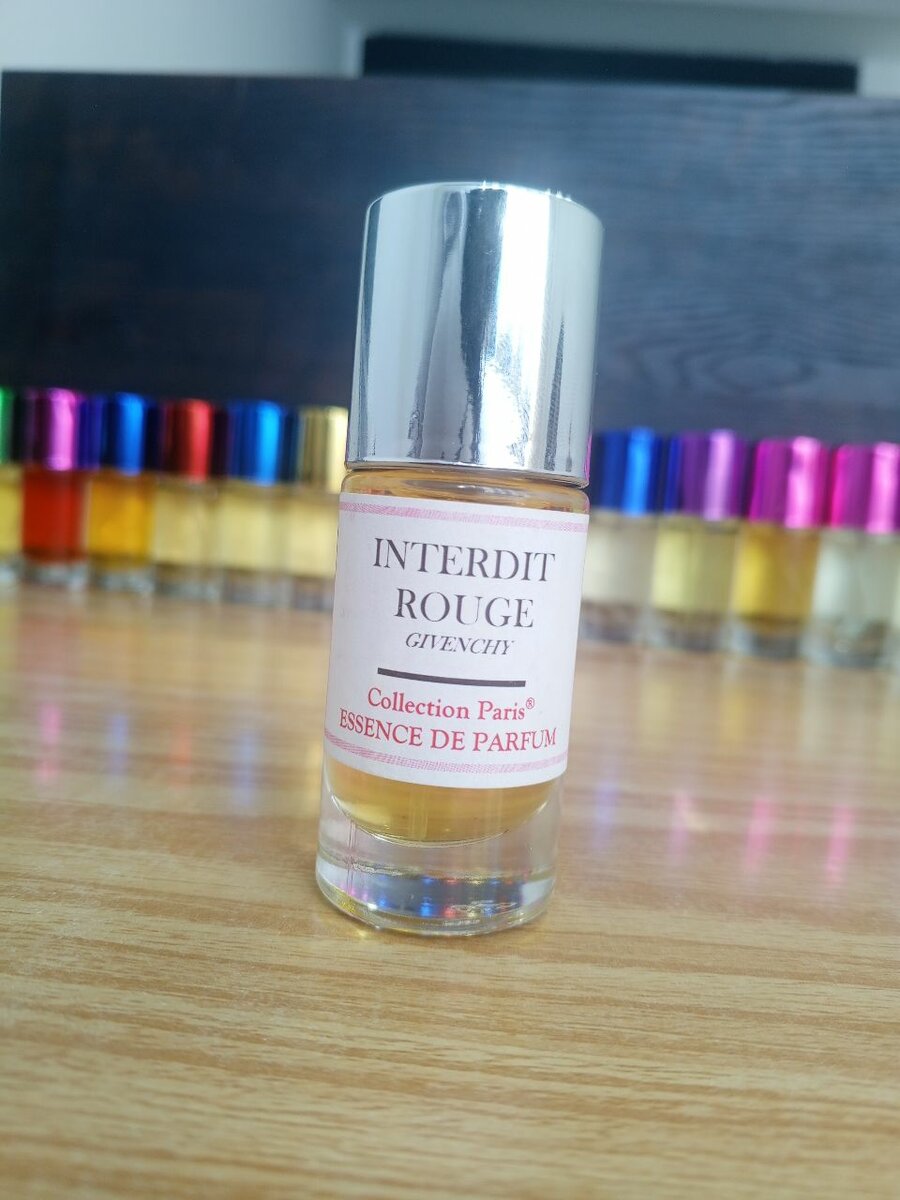 INTERDIT
ROUGE
GIVENCHY
Collection Paris®
ESSENCE DE PARFUM